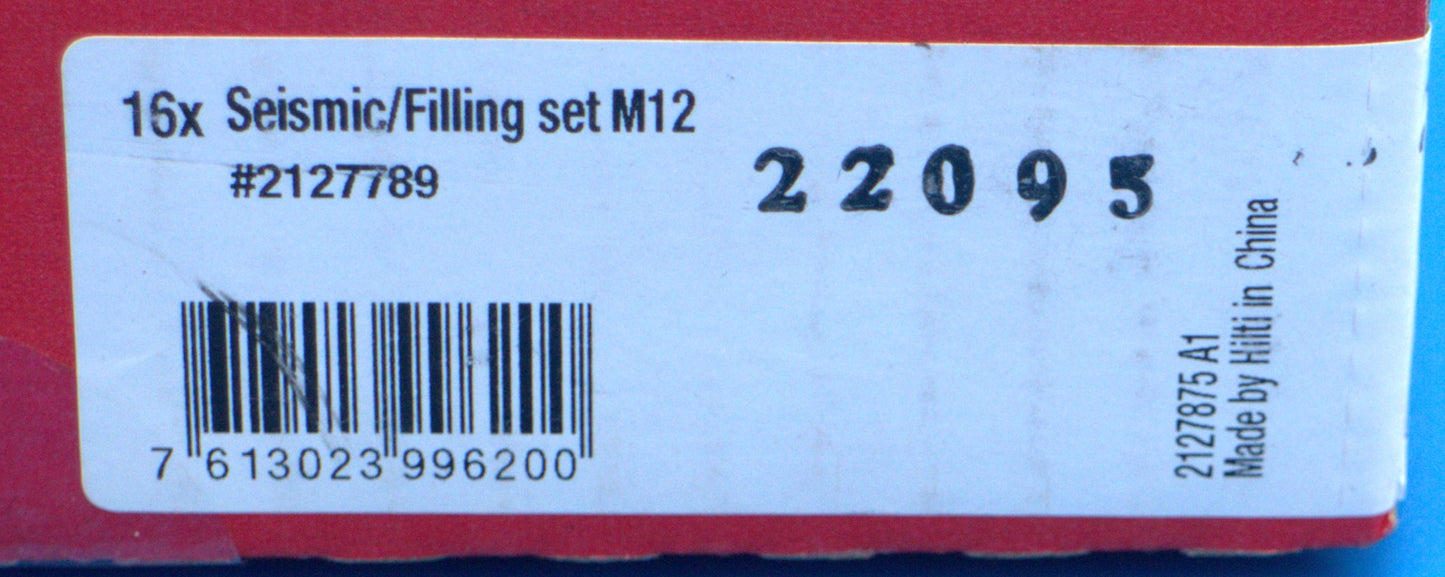 16x Seismic/Filling set M12
#2127789
22095
7 613023 996200
2127875 A1
Made by Hilti in China